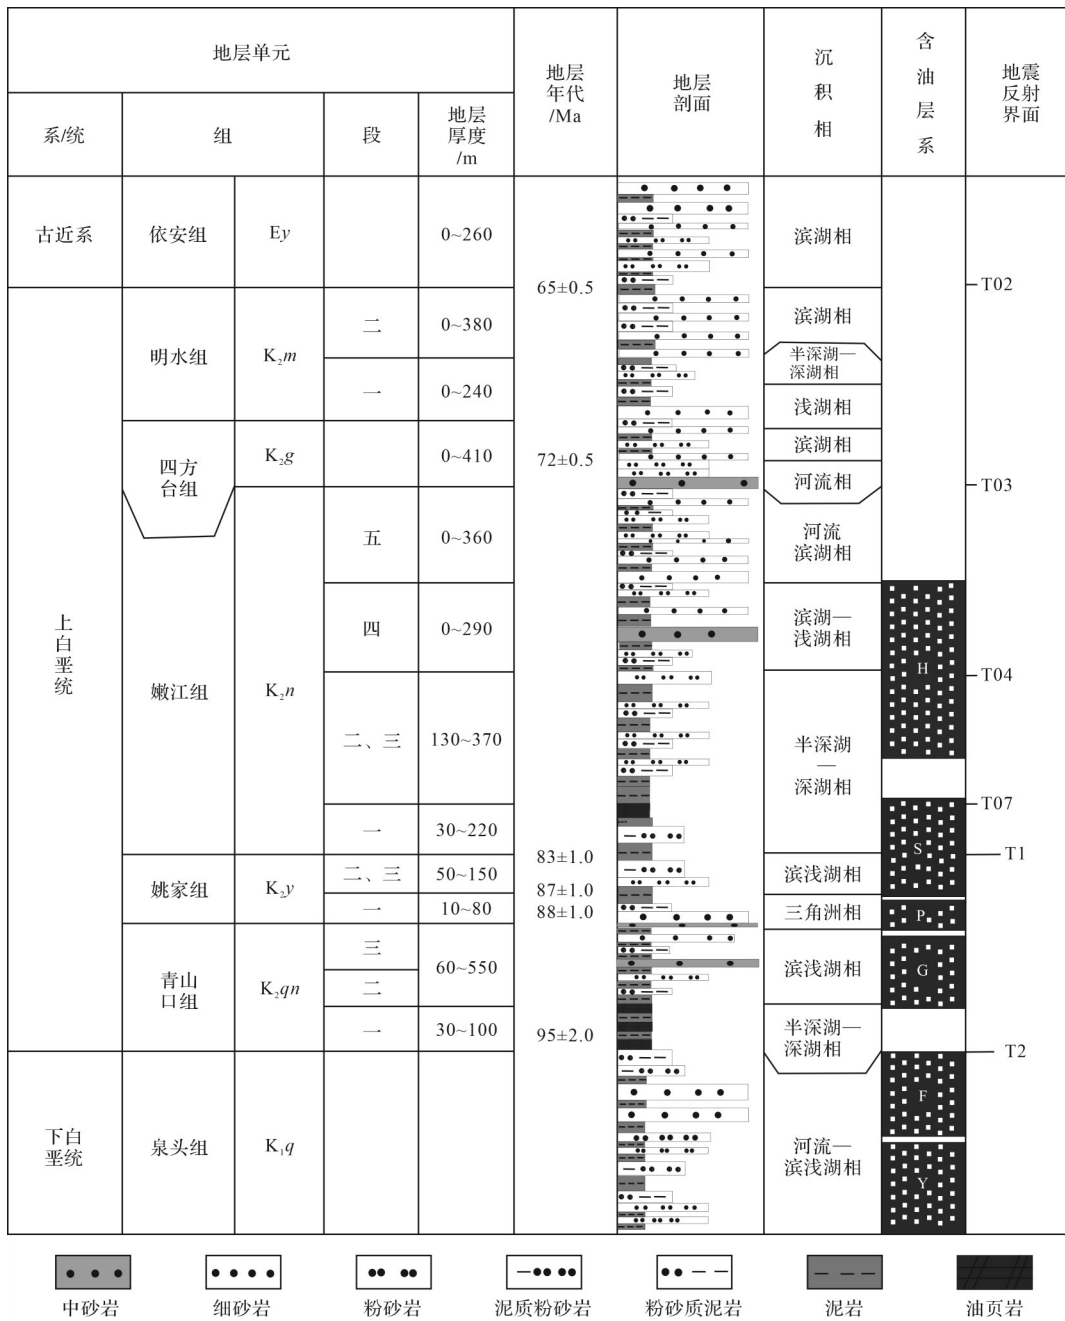 地层单元
地层
年代
/Ma
地层
剖面
沉
积
相
含
油
层
系
地震
反射
界面
系/统
组
段
地层
厚度
/m
古近系
依安组
Ey
0~260
滨湖相
65±0.5
T02
上
白
垩
统
明水组
K₂m
二
0~380
滨湖相
半深湖—
深湖相
一
0~240
浅湖相
四方
台组
K₂g
0~410
72±0.5
滨湖相
河流相
T03
嫩江组
K₂n
五
0~360
河流
滨湖相
四
0~290
滨湖—
浅湖相
H
T04
二、三
130~370
半深湖
—
深湖相
T07
一
30~220
S
83±1.0
T1
姚家组
K₂y
二、三
50~150
滨浅湖相
87±1.0
一
10~80
88±1.0
三角洲相
P
青山
口组
K₂qn
三
60~550
二
滨浅湖相
G
一
30~100
95±2.0
半深湖—
深湖相
T2
下白
垩统
泉头组
K₁q
河流—
滨浅湖相
F
Y
中砂岩
细砂岩
粉砂岩
泥质粉砂岩
粉砂质泥岩
泥岩
油页岩